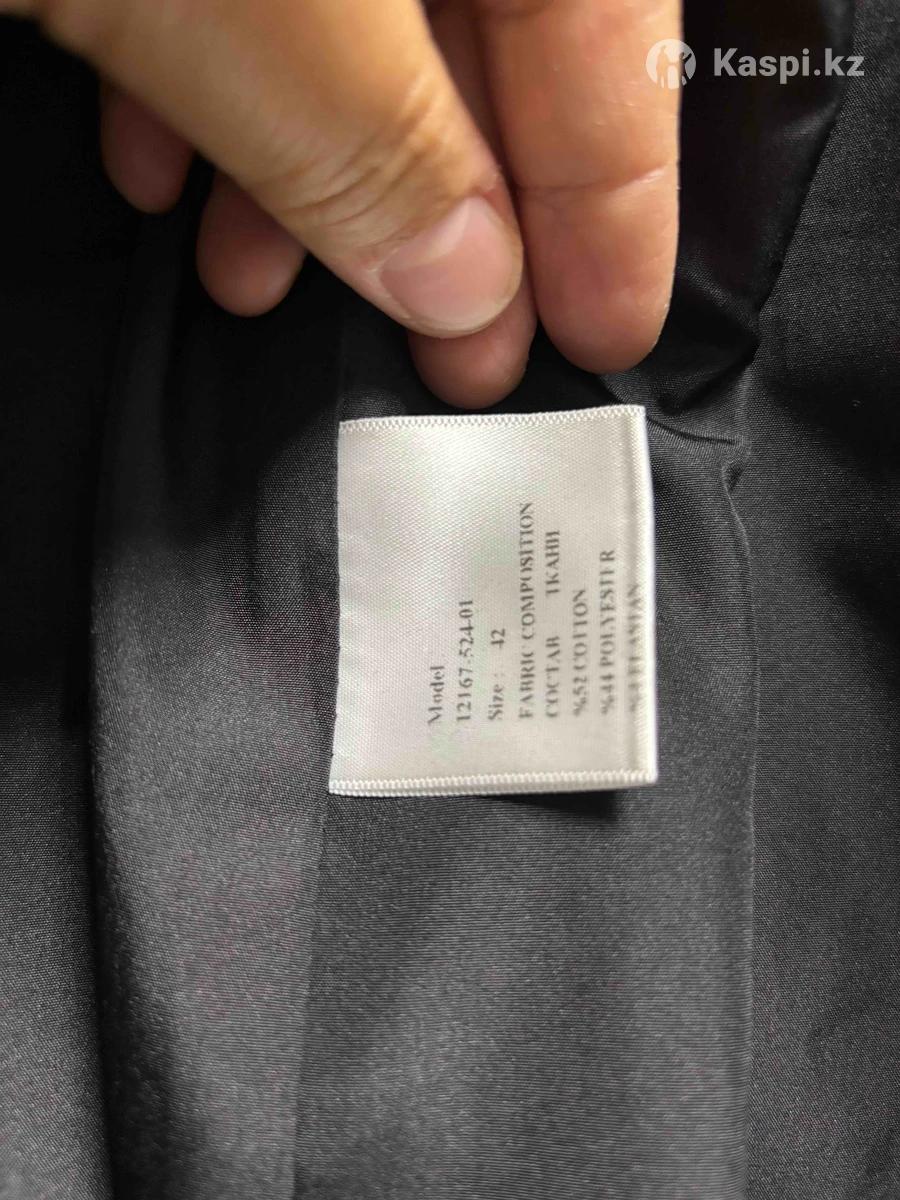 Kaspi.kz
Model
12167-524-01
Size : 42
FABRIC COMPOSITION
СОСТАВ ТКАНИ
%52 COTTON
%44 POLYESTER
%4 ELASTAN